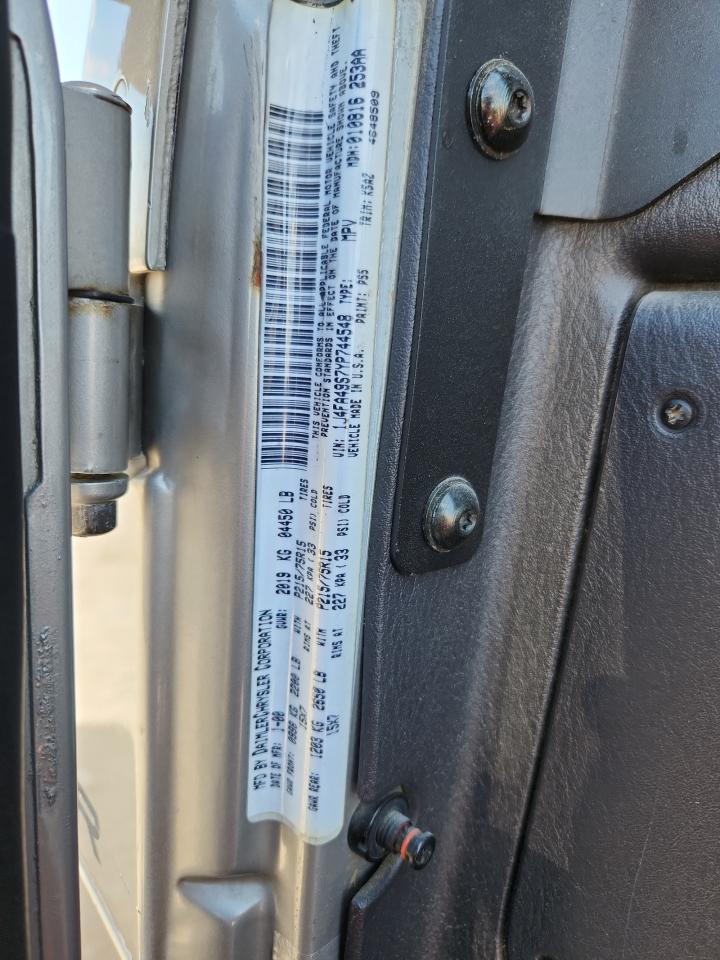 MFD BY DAIMLERCHRYSLER CORPORATION
DATE OF MFR: 1-00 GVWR: 2019 KG 04450 LB
GAWR FRONT: 0998 KG 2200 LB WITH P215/75R15 TIRES
15X7 RIMS AT 227 KPA ( 33 PSI) COLD
GAWR REAR: 1203 KG 2650 LB WITH P215/75R15 TIRES
15X7 RIMS AT 227 KPA ( 33 PSI) COLD
THIS VEHICLE CONFORMS TO ALL APPLICABLE FEDERAL MOTOR VEHICLE SAFETY AND THEFT
PREVENTION STANDARDS IN EFFECT ON THE DATE OF MANUFACTURE SHOWN ABOVE.
VIN: 1J4FA49S7YP744548 TYPE: MPV MDH:010816 253AA
VEHICLE MADE IN U.S.A. PAINT: PS5 TRIM: K5AZ 4648509